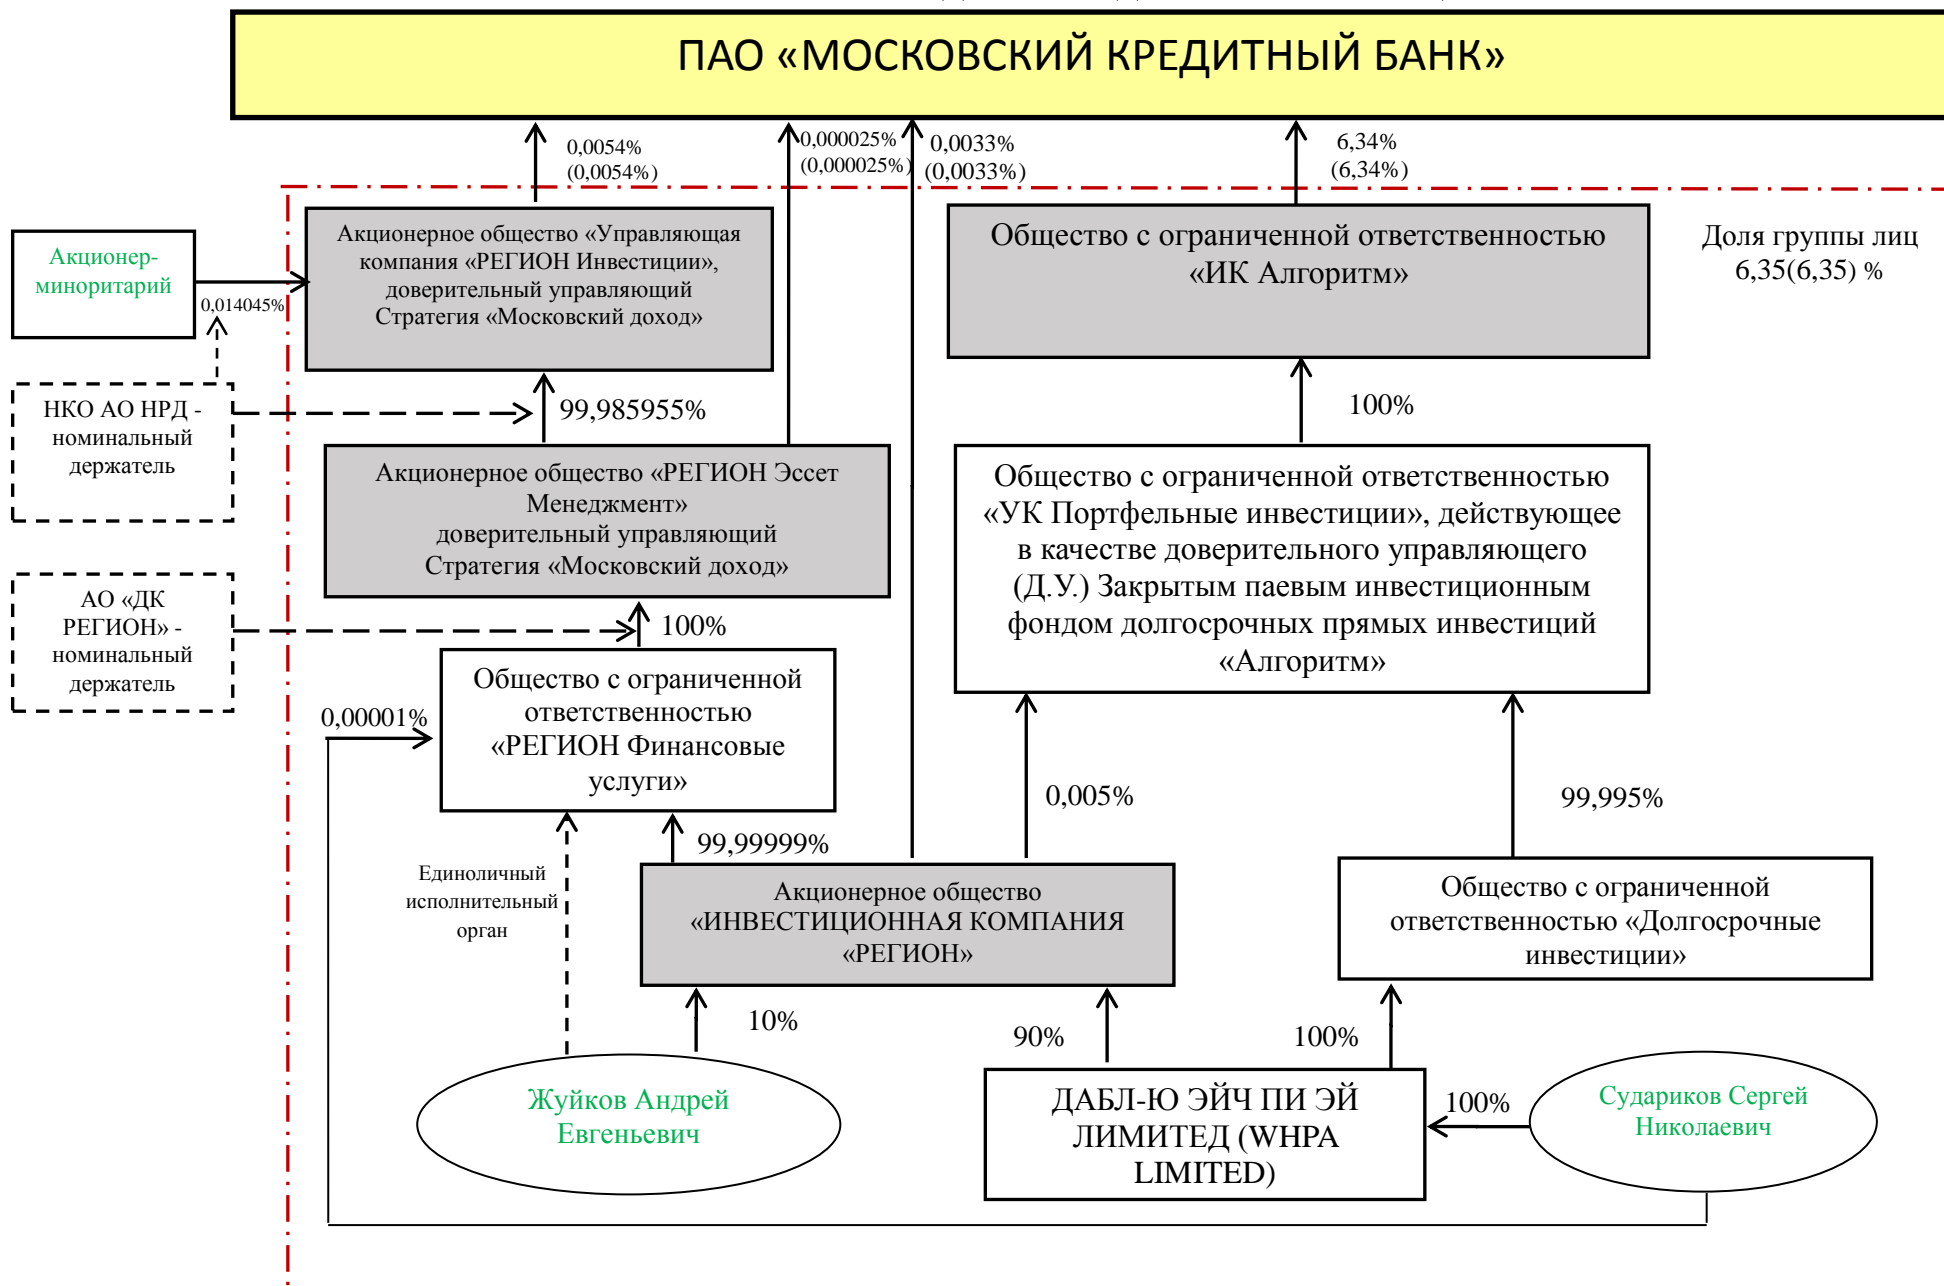 ПАО «МОСКОВСКИЙ КРЕДИТНЫЙ БАНК»
0,0054%
(0,0054%)
0,000025%
(0,000025%)
0,0033%
(0,0033%)
6,34%
(6,34%)
Акционер-
миноритарий
0,014045%
Акционерное общество «Управляющая
компания «РЕГИОН Инвестиции»,
доверительный управляющий
Стратегия «Московский доход»
Общество с ограниченной ответственностью
«ИК Алгоритм»
Доля группы лиц
6,35(6,35) %
НКО АО НРД -
номинальный
держатель
99,985955%
100%
Акционерное общество «РЕГИОН Эссет
Менеджмент»
доверительный управляющий
Стратегия «Московский доход»
Общество с ограниченной ответственностью
«УК Портфельные инвестиции», действующее
в качестве доверительного управляющего
(Д.У.) Закрытым паевым инвестиционным
фондом долгосрочных прямых инвестиций
«Алгоритм»
АО «ДК
РЕГИОН» -
номинальный
держатель
100%
0,00001%
Общество с ограниченной
ответственностью
«РЕГИОН Финансовые
услуги»
0,005%
99,995%
99,99999%
Единоличный
исполнительный
орган
Акционерное общество
«ИНВЕСТИЦИОННАЯ КОМПАНИЯ
«РЕГИОН»
Общество с ограниченной
ответственностью «Долгосрочные
инвестиции»
10%
90%
100%
Жуйков Андрей
Евгеньевич
ДАБЛ-Ю ЭЙЧ ПИ ЭЙ
ЛИМИТЕД (WHPA
LIMITED)
100%
Судариков Сергей
Николаевич